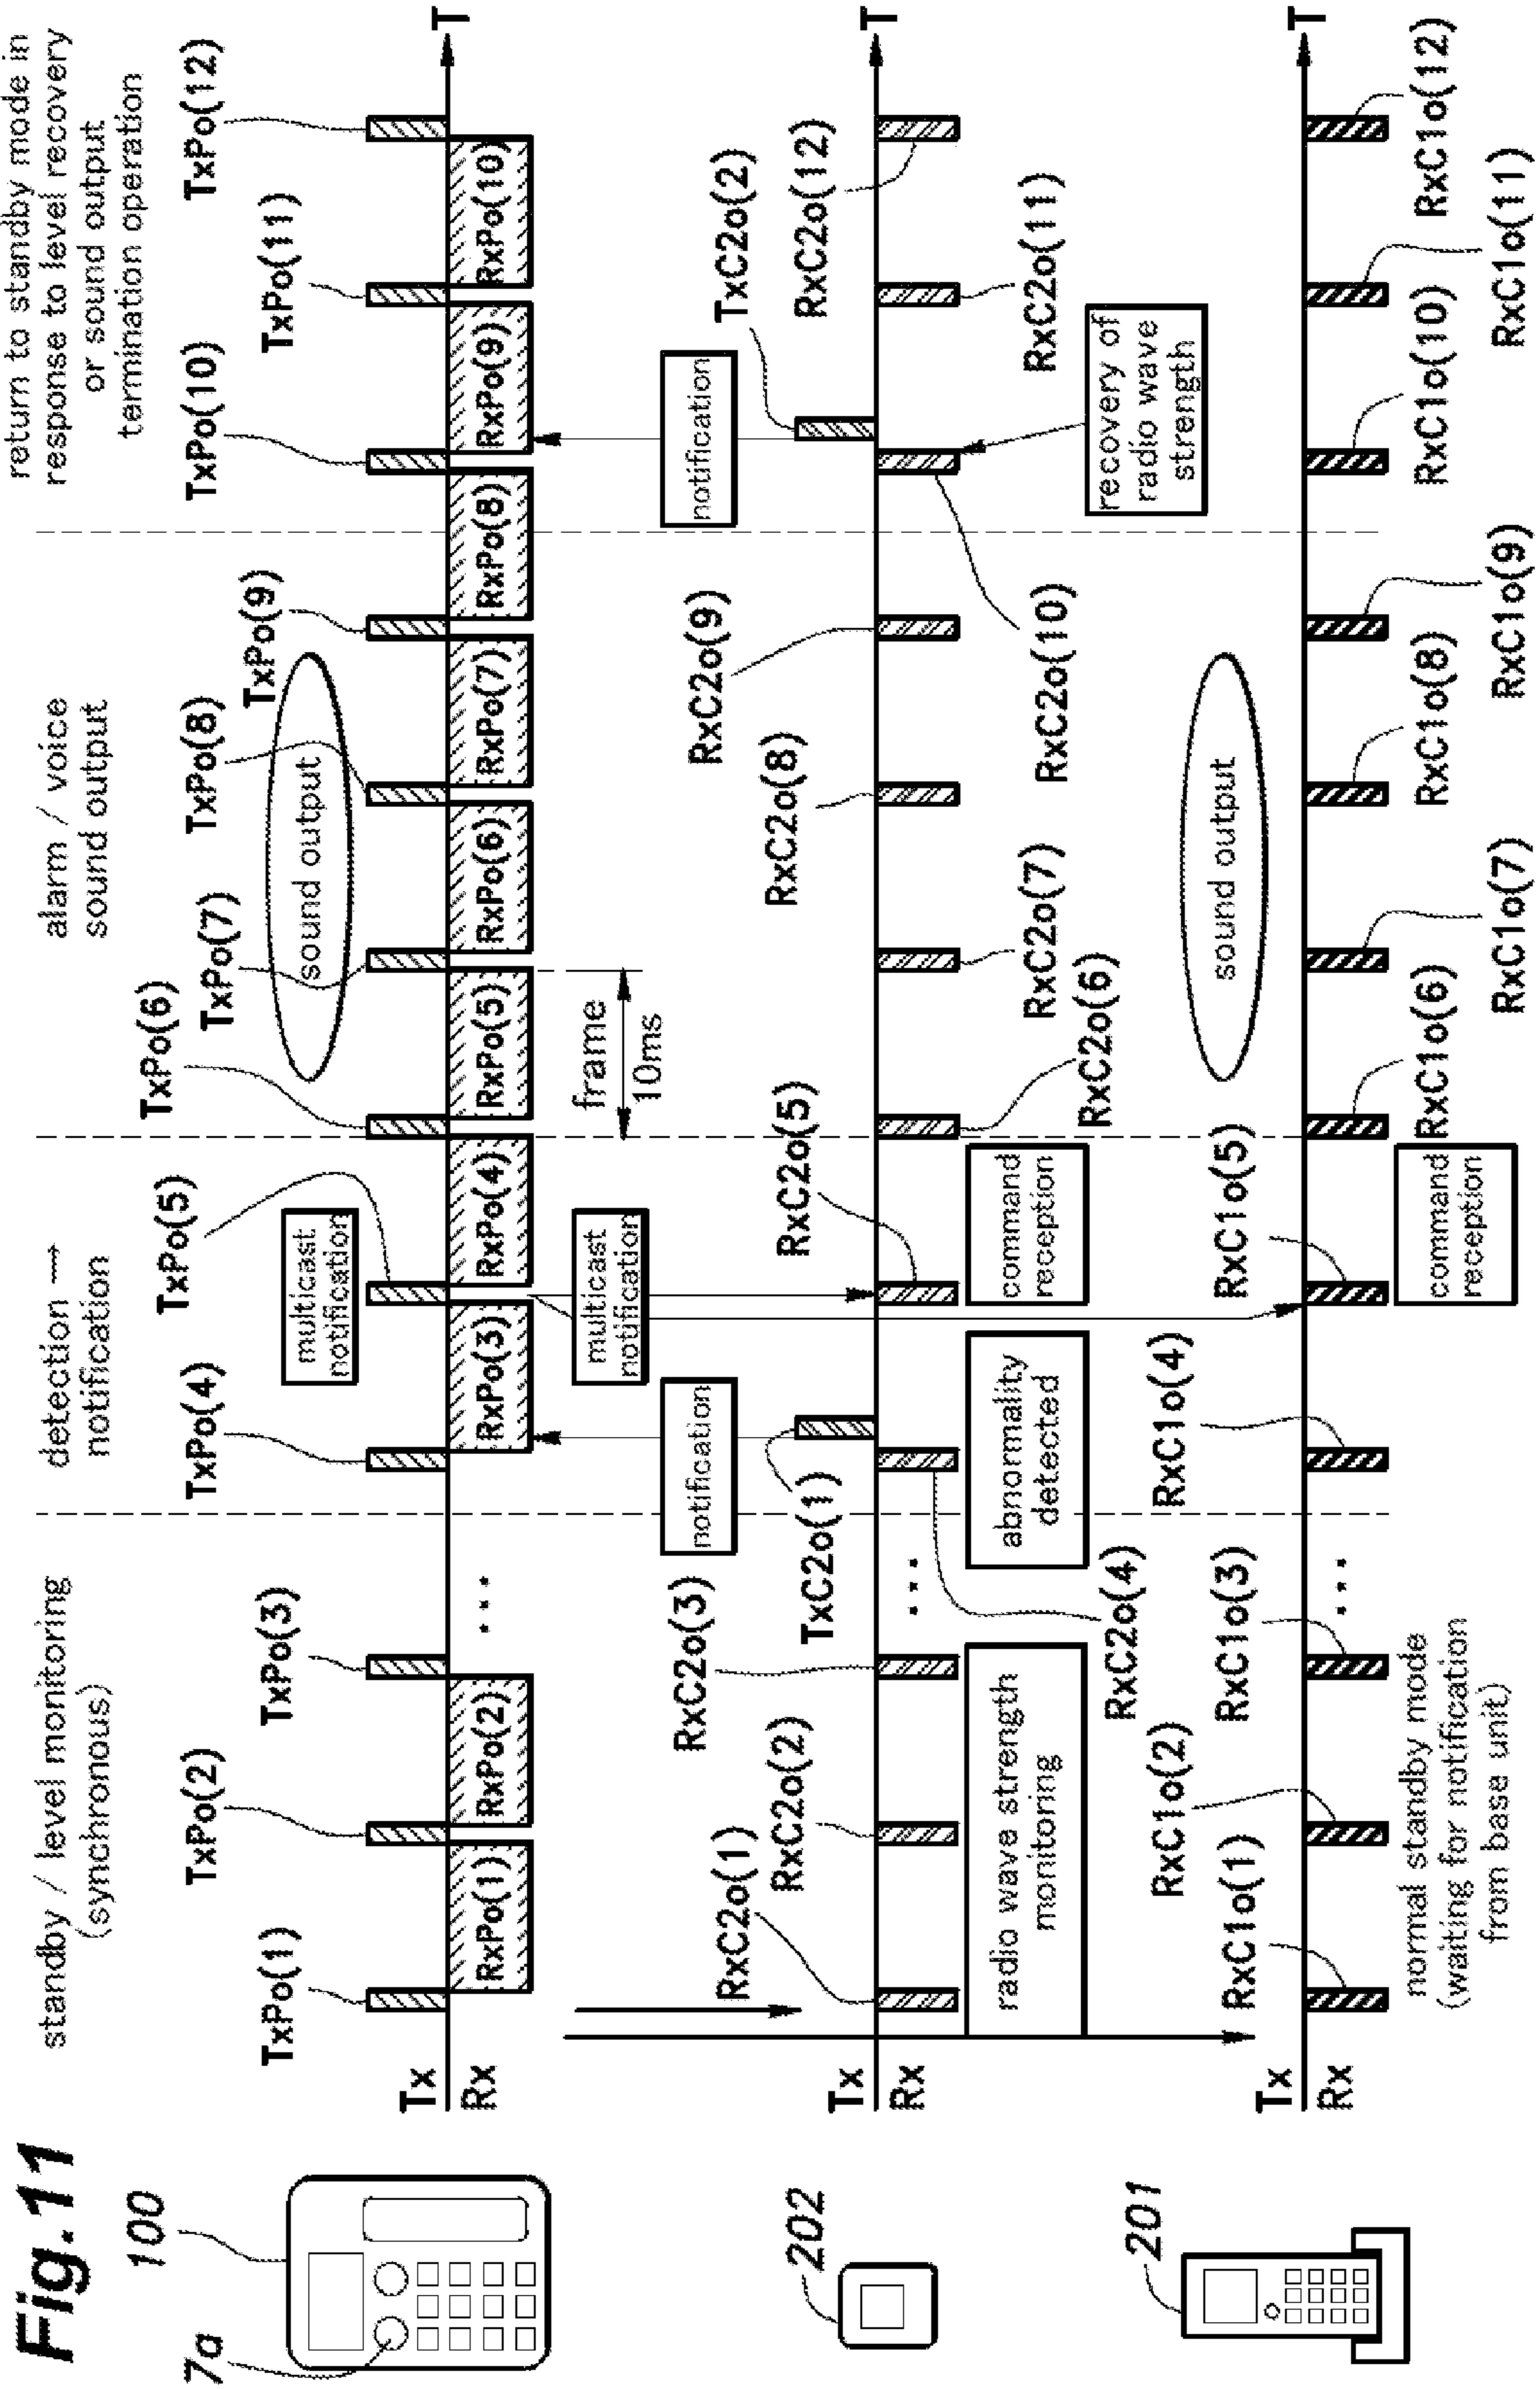 Fig.11
standby / level monitoring
(synchronous)
detection →
notification
alarm / voice
sound output
return to standby mode in
response to level recovery
or sound output
termination operation
100
7a
Tx
Rx
TxPo(1)
TxPo(2)
TxPo(3)
TxPo(4)
TxPo(5)
TxPo(6)
TxPo(7)
TxPo(8)
TxPo(9)
TxPo(10)
TxPo(11)
TxPo(12)
T
multicast
notification
sound output
RxPo(1)
RxPo(2)
...
RxPo(3)
RxPo(4)
RxPo(5)
RxPo(6)
RxPo(7)
RxPo(8)
RxPo(9)
RxPo(10)
frame
10ms
notification
multicast
notification
notification
202
Tx
Rx
RxC2o(1)
RxC2o(2)
RxC2o(3)
TxC2o(1)
RxC2o(5)
RxC2o(8)
RxC2o(9)
TxC2o(2)
RxC2o(12)
T
...
radio wave strength
monitoring
abnormality
detected
command
reception
RxC2o(4)
RxC2o(6)
RxC2o(7)
RxC2o(10)
RxC2o(11)
recovery of
radio wave
strength
201
Tx
Rx
RxC1o(1)
RxC1o(2)
RxC1o(3)
RxC1o(4)
RxC1o(5)
sound output
T
...
normal standby mode
(waiting for notification
from base unit)
command
reception
RxC1o(6)
RxC1o(7)
RxC1o(8)
RxC1o(9)
RxC1o(10)
RxC1o(11)
RxC1o(12)